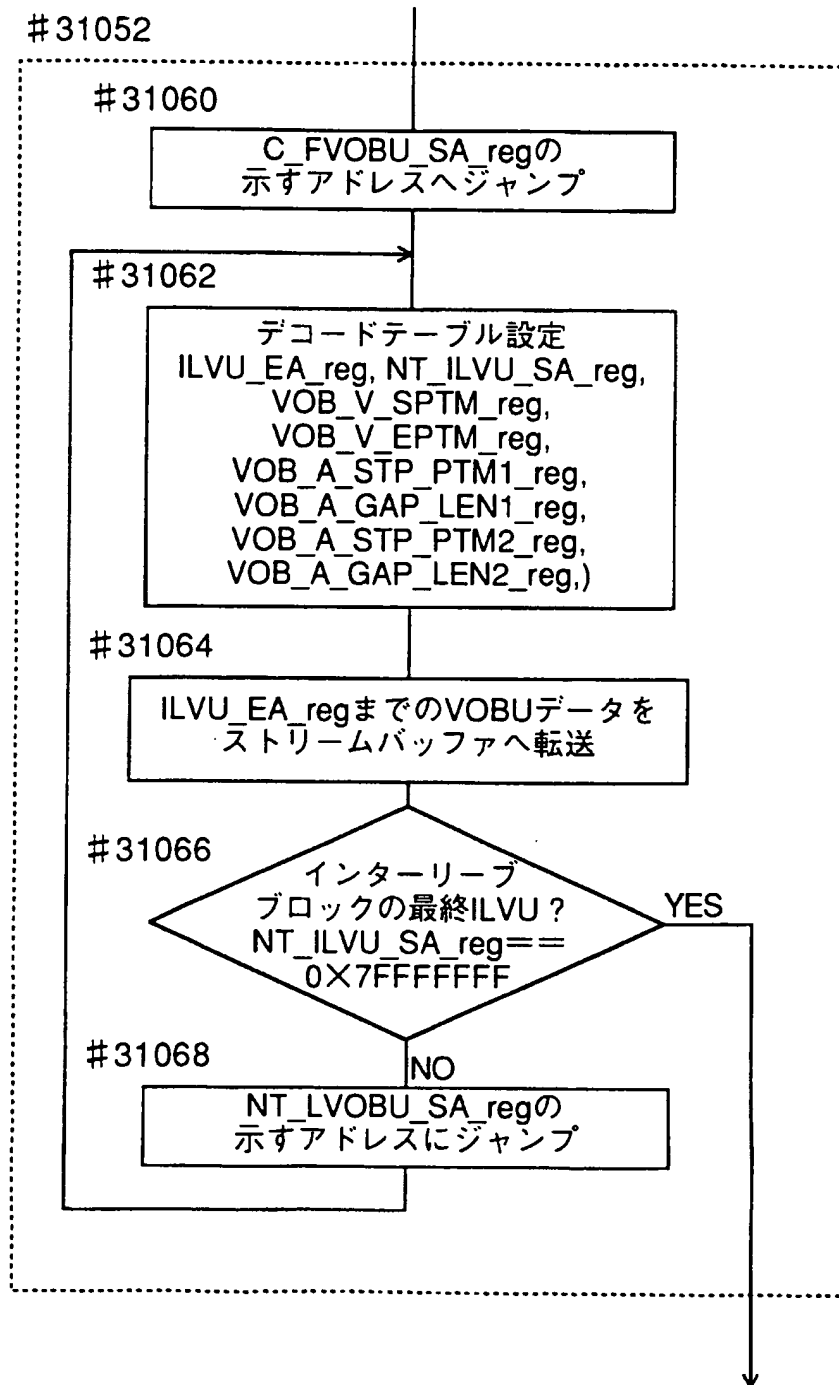 #31052
#31060
C_FVOBU_SA_regの
示すアドレスへジャンプ
#31062
デコードテーブル設定
ILVU_EA_reg, NT_ILVU_SA_reg,
VOB_V_SPTM_reg,
VOB_V_EPTM_reg,
VOB_A_STP_PTM1_reg,
VOB_A_GAP_LEN1_reg,
VOB_A_STP_PTM2_reg,
VOB_A_GAP_LEN2_reg,)
#31064
ILVU_EA_regまでのVOBUデータを
ストリームバッファへ転送
#31066
インターリーブ
ブロックの最終ILVU?
NT_ILVU_SA_reg==
0×7FFFFFFF
YES
#31068
NO
NT_LVOBU_SA_regの
示すアドレスにジャンプ